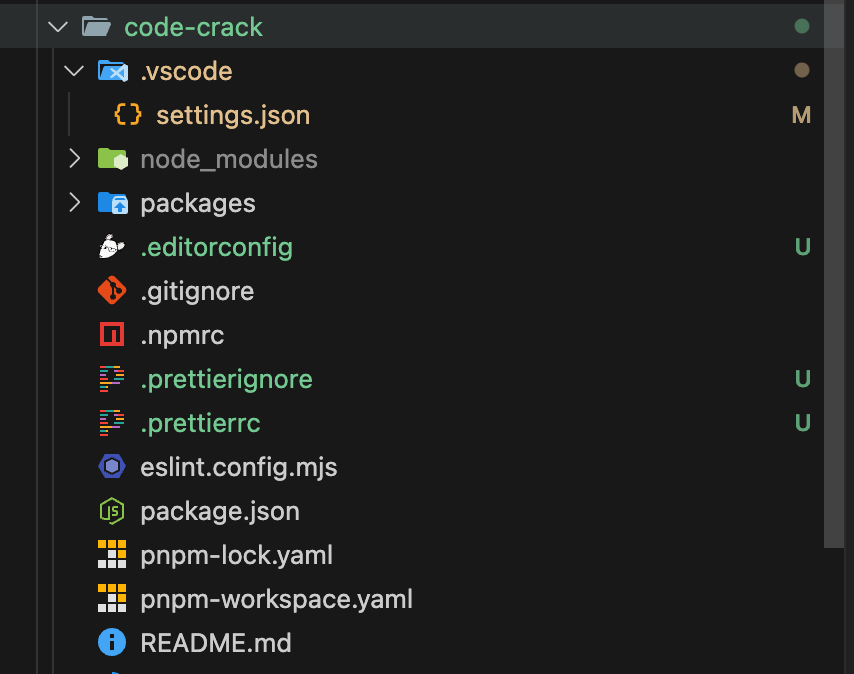 code-crack
.vscode
settings.json M
node_modules
packages
.editorconfig U
.gitignore
.npmrc
.prettierignore U
.prettierrc U
eslint.config.mjs
package.json
pnpm-lock.yaml
pnpm-workspace.yaml
README.md